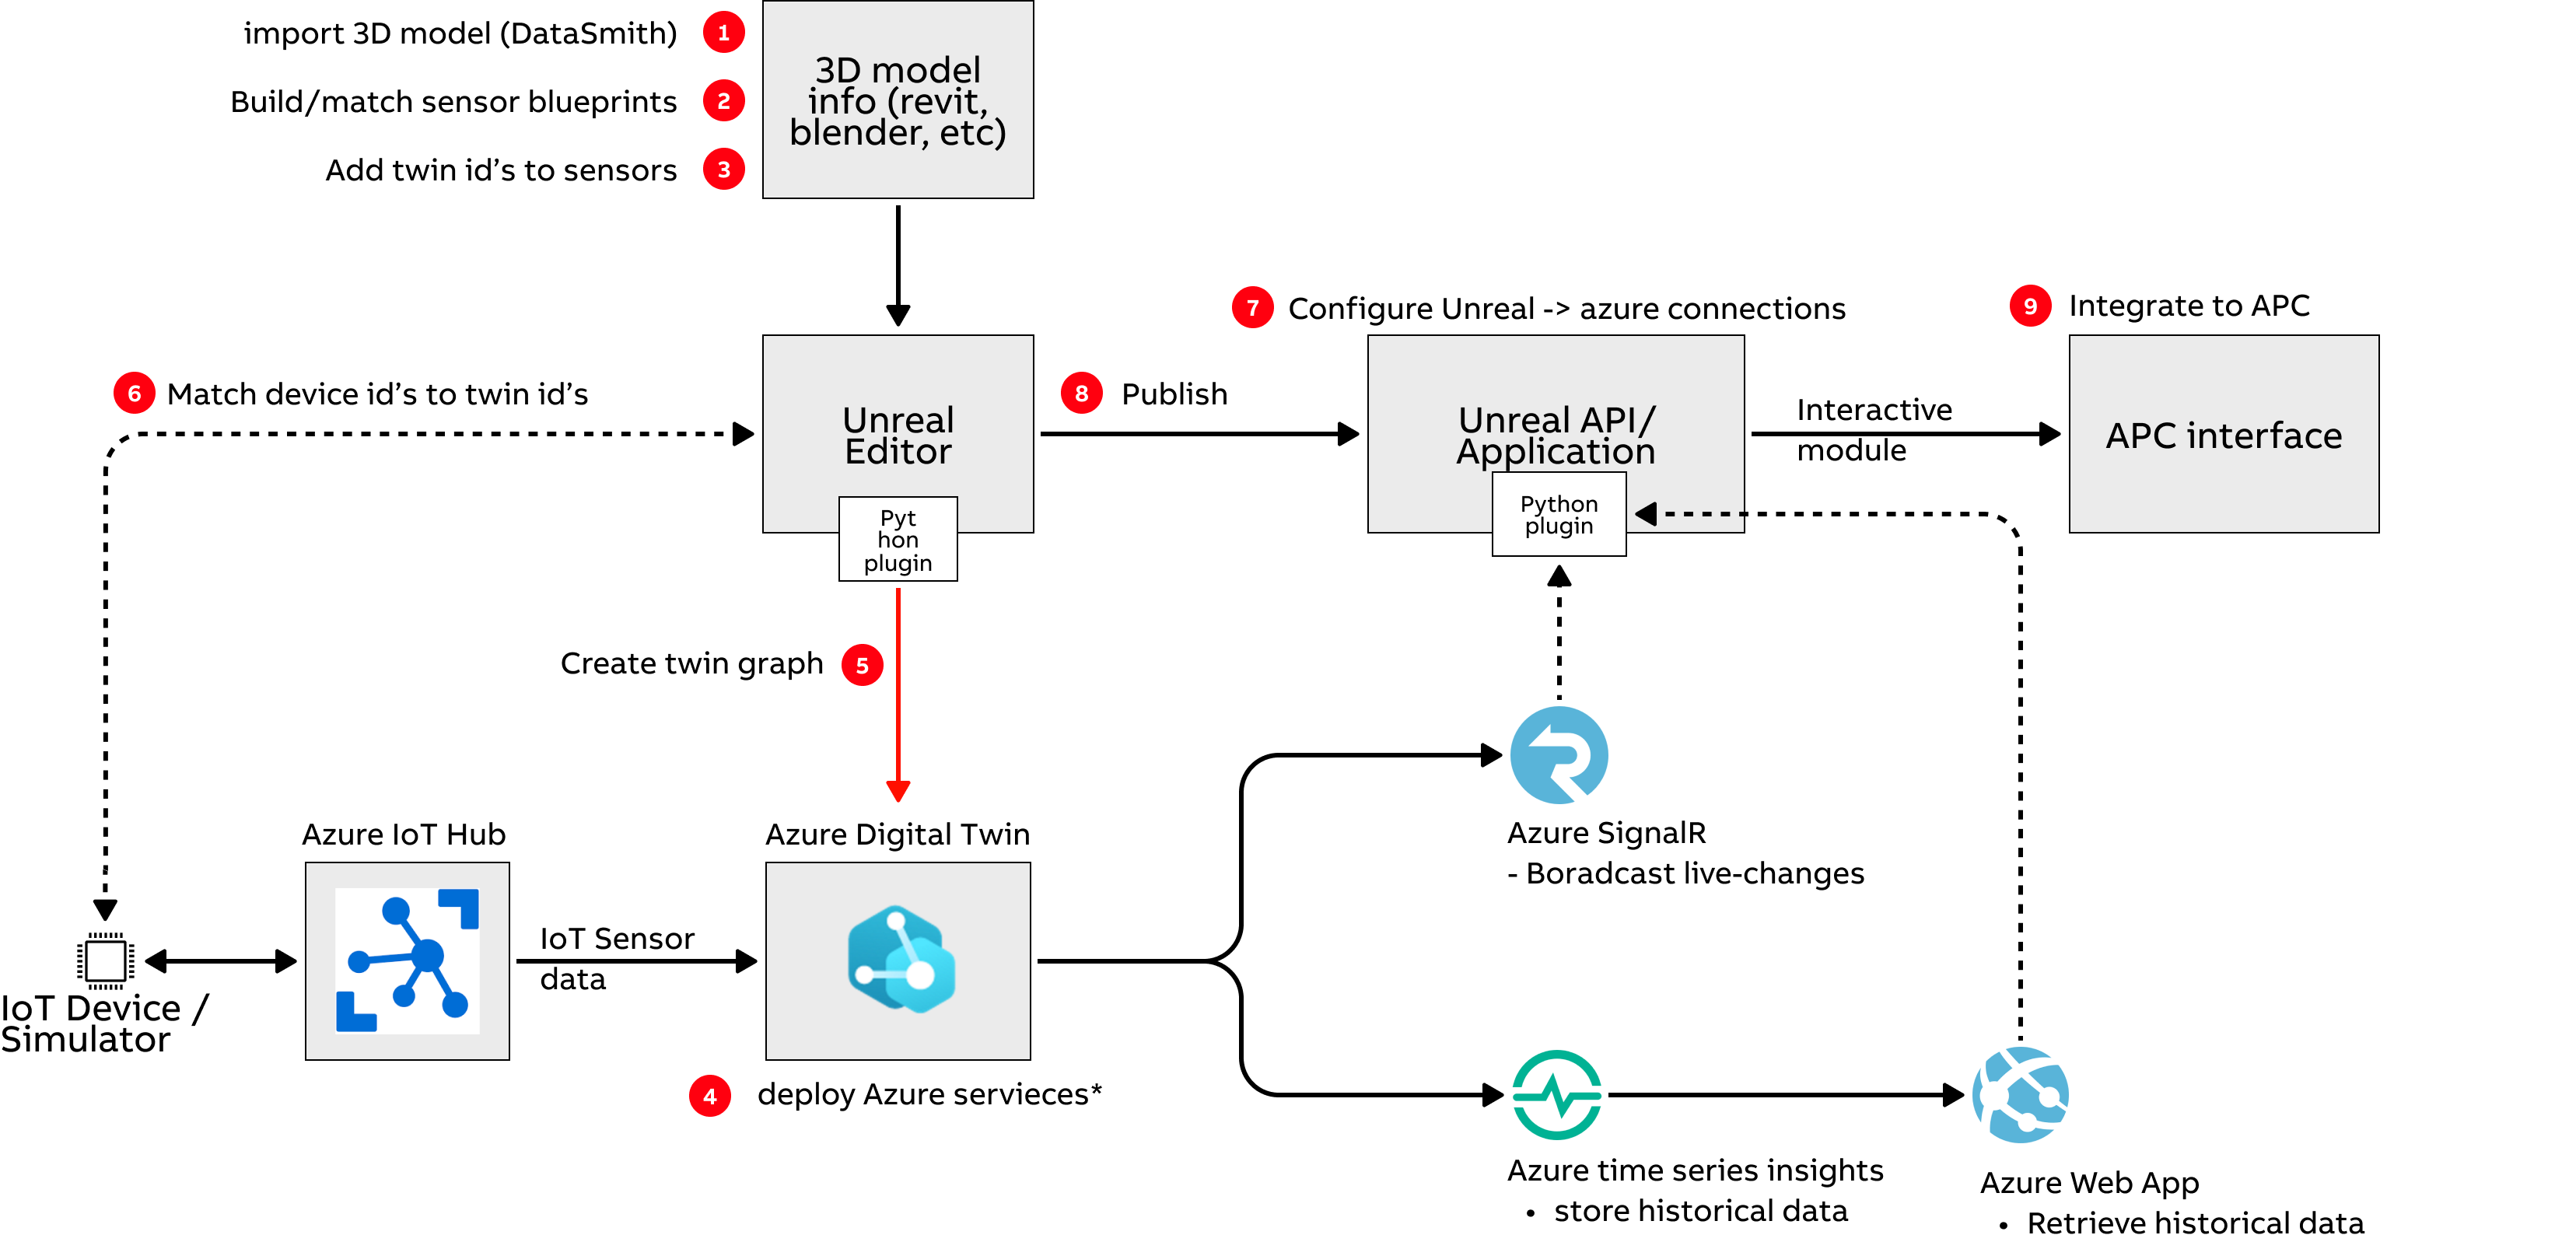 import 3D model (DataSmith)
1
Build/match sensor blueprints
2
Add twin id’s to sensors
3
3D model
info (revit,
blender, etc)
6
Match device id’s to twin id’s
Unreal
Editor
Pyt
hon
plugin
8
Publish
7
Configure Unreal -> azure connections
Unreal API/
Application
Python
plugin
Interactive
module
9
Integrate to APC
APC interface
Create twin graph
5
IoT Device /
Simulator
Azure IoT Hub
IoT Sensor
data
Azure Digital Twin
4
deploy Azure servieces*
Azure SignalR
- Boradcast live-changes
Azure time series insights
• store historical data
Azure Web App
• Retrieve historical data